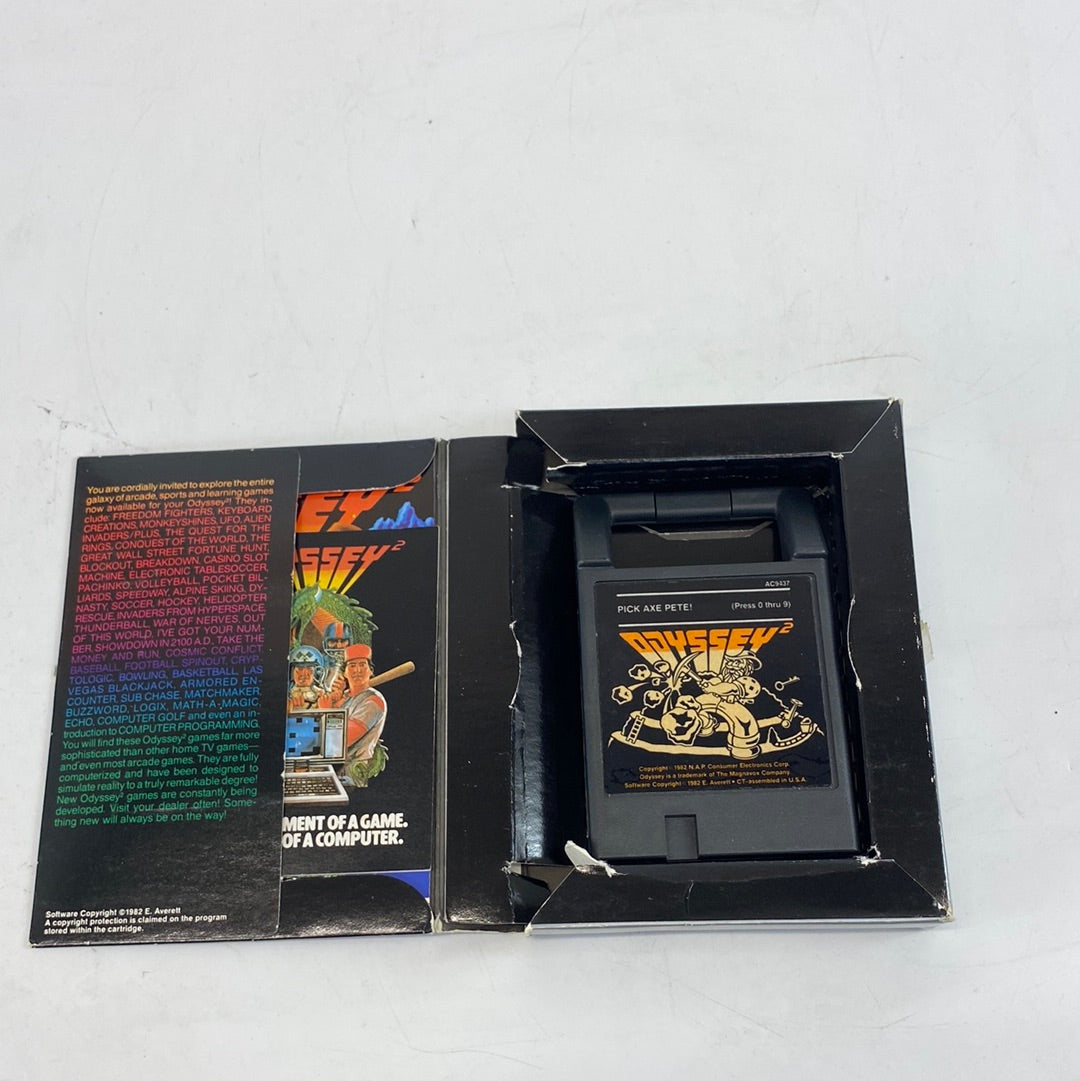 You are cordially invited to explore the entire
galaxy of arcade, sports and learning games
now available for your Odyssey²! They in-
clude: FREEDOM FIGHTERS, KEYBOARD
CREATIONS, MONKEYSHINES, UFO, ALIEN
INVADERS/PLUS, THE QUEST FOR THE
RINGS, CONQUEST OF THE WORLD, THE
GREAT WALL STREET FORTUNE HUNT,
BLOCKOUT, BREAKDOWN, CASINO SLOT
MACHINE, ELECTRONIC TABLE SOCCER,
PACHINKO, VOLLEYBALL, POCKET BIL-
LIARDS, SPEEDWAY, ALPINE SKIING, DY-
NASTY, SOCCER, HOCKEY, HELICOPTER
RESCUE, INVADERS FROM HYPERSPACE,
THUNDERBALL, WAR OF NERVES, OUT
OF THIS WORLD, I'VE GOT YOUR NUM-
BER, SHOWDOWN IN 2100 A.D., TAKE THE
MONEY AND RUN, COSMIC CONFLICT,
BASEBALL, FOOTBALL, SPINOUT, CRYP-
TOLOGIC, BOWLING, BASKETBALL, LAS
VEGAS BLACKJACK, ARMORED EN-
COUNTER, SUB CHASE, MATCHMAKER,
BUZZWORD, LOGIX, MATH-A-MAGIC,
ECHO, COMPUTER GOLF and even an in-
troduction to COMPUTER PROGRAMMING.
You will find these Odyssey² games far more
sophisticated than other home TV games—
and even most arcade games. They are fully
computerized and have been designed to
simulate reality to a truly remarkable degree!
New Odyssey² games are constantly being
developed. Visit your dealer often! Some-
thing new will always be on the way!
Software Copyright ©1982 E. Averett
A copyright protection is claimed on the program
stored within the cartridge.
EY²
SSEY²
MENT OF A GAME.
OF A COMPUTER.
AC9437
PICK AXE PETE! (Press 0 thru 9)
ODYSSEY²
Copyright © 1982 N.A.P. Consumer Electronics Corp.
Odyssey is a trademark of The Magnavox Company
Software Copyright © 1982 E. Averett • CT-assembled in U.S.A.